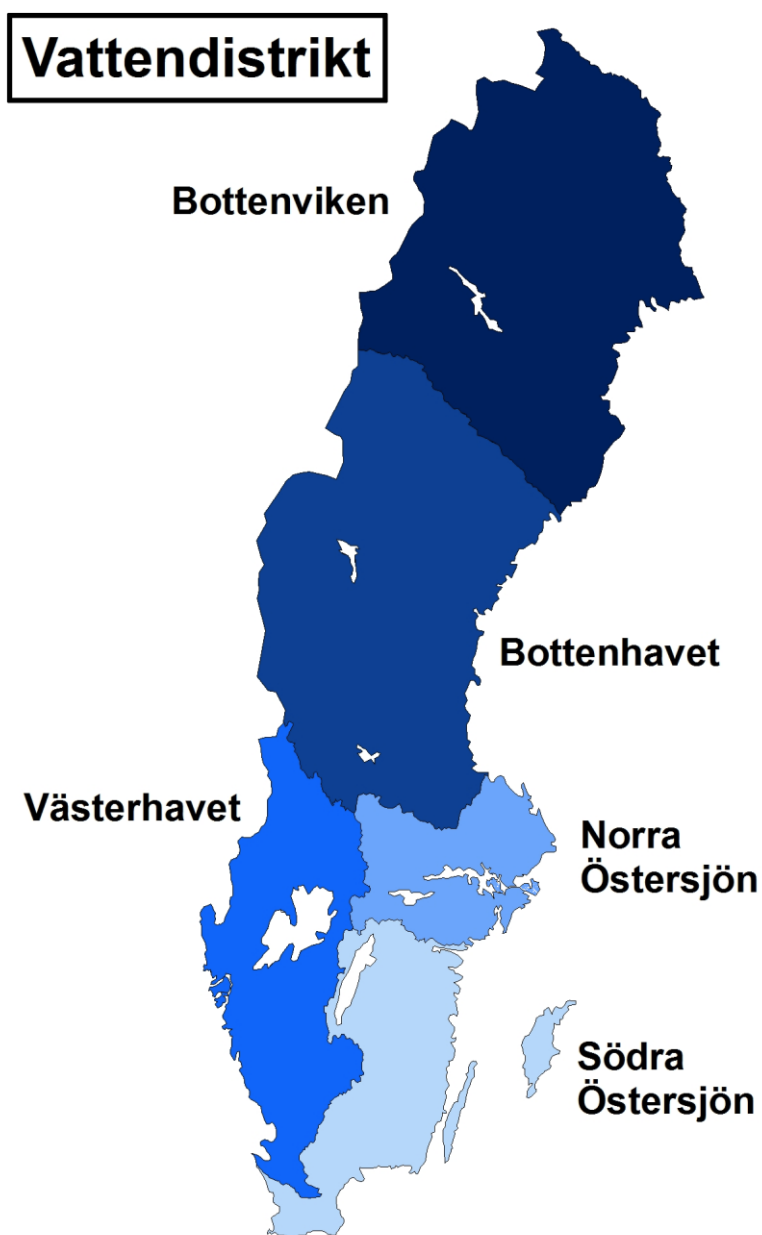 Vattendistrikt
Bottenviken
Bottenhavet
Västerhavet
Norra
Östersjön
Södra
Östersjön